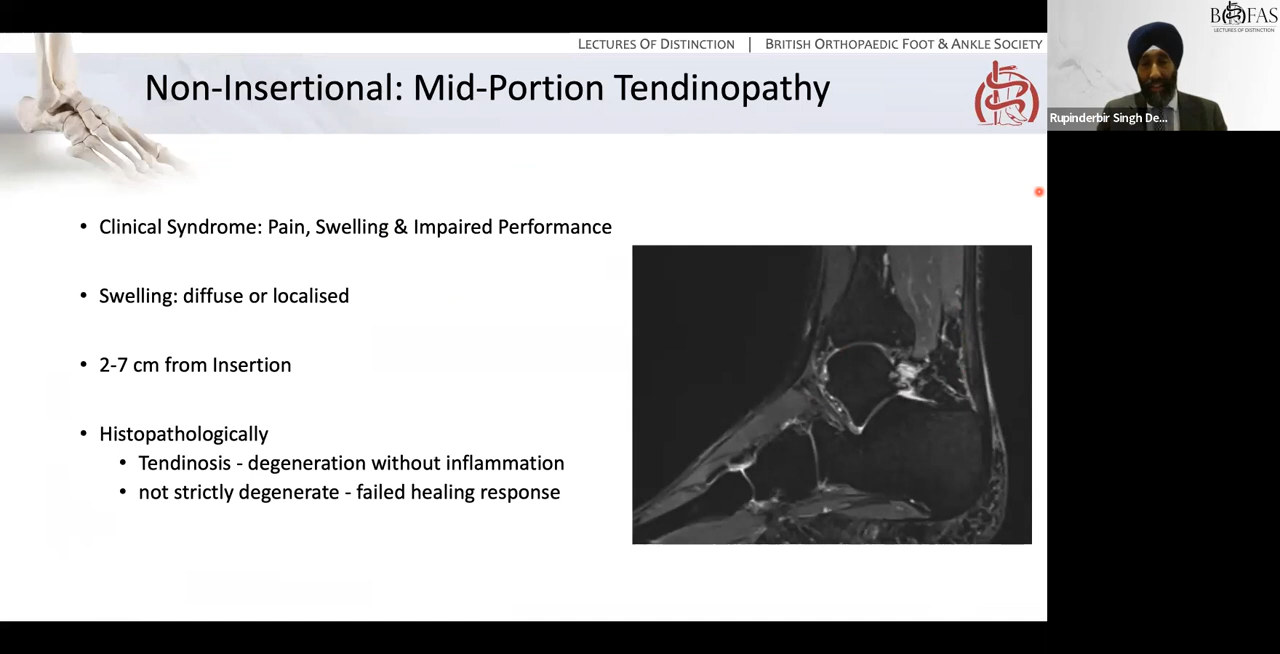 LECTURES OF DISTINCTION | BRITISH ORTHOPAEDIC FOOT & ANKLE SOCIETY
BOFAS
LECTURES OF DISTINCTION
Non-Insertional: Mid-Portion Tendinopathy
Rupinderbir Singh De...
• Clinical Syndrome: Pain, Swelling & Impaired Performance
• Swelling: diffuse or localised
• 2-7 cm from Insertion
• Histopathologically
• Tendinosis - degeneration without inflammation
• not strictly degenerate - failed healing response